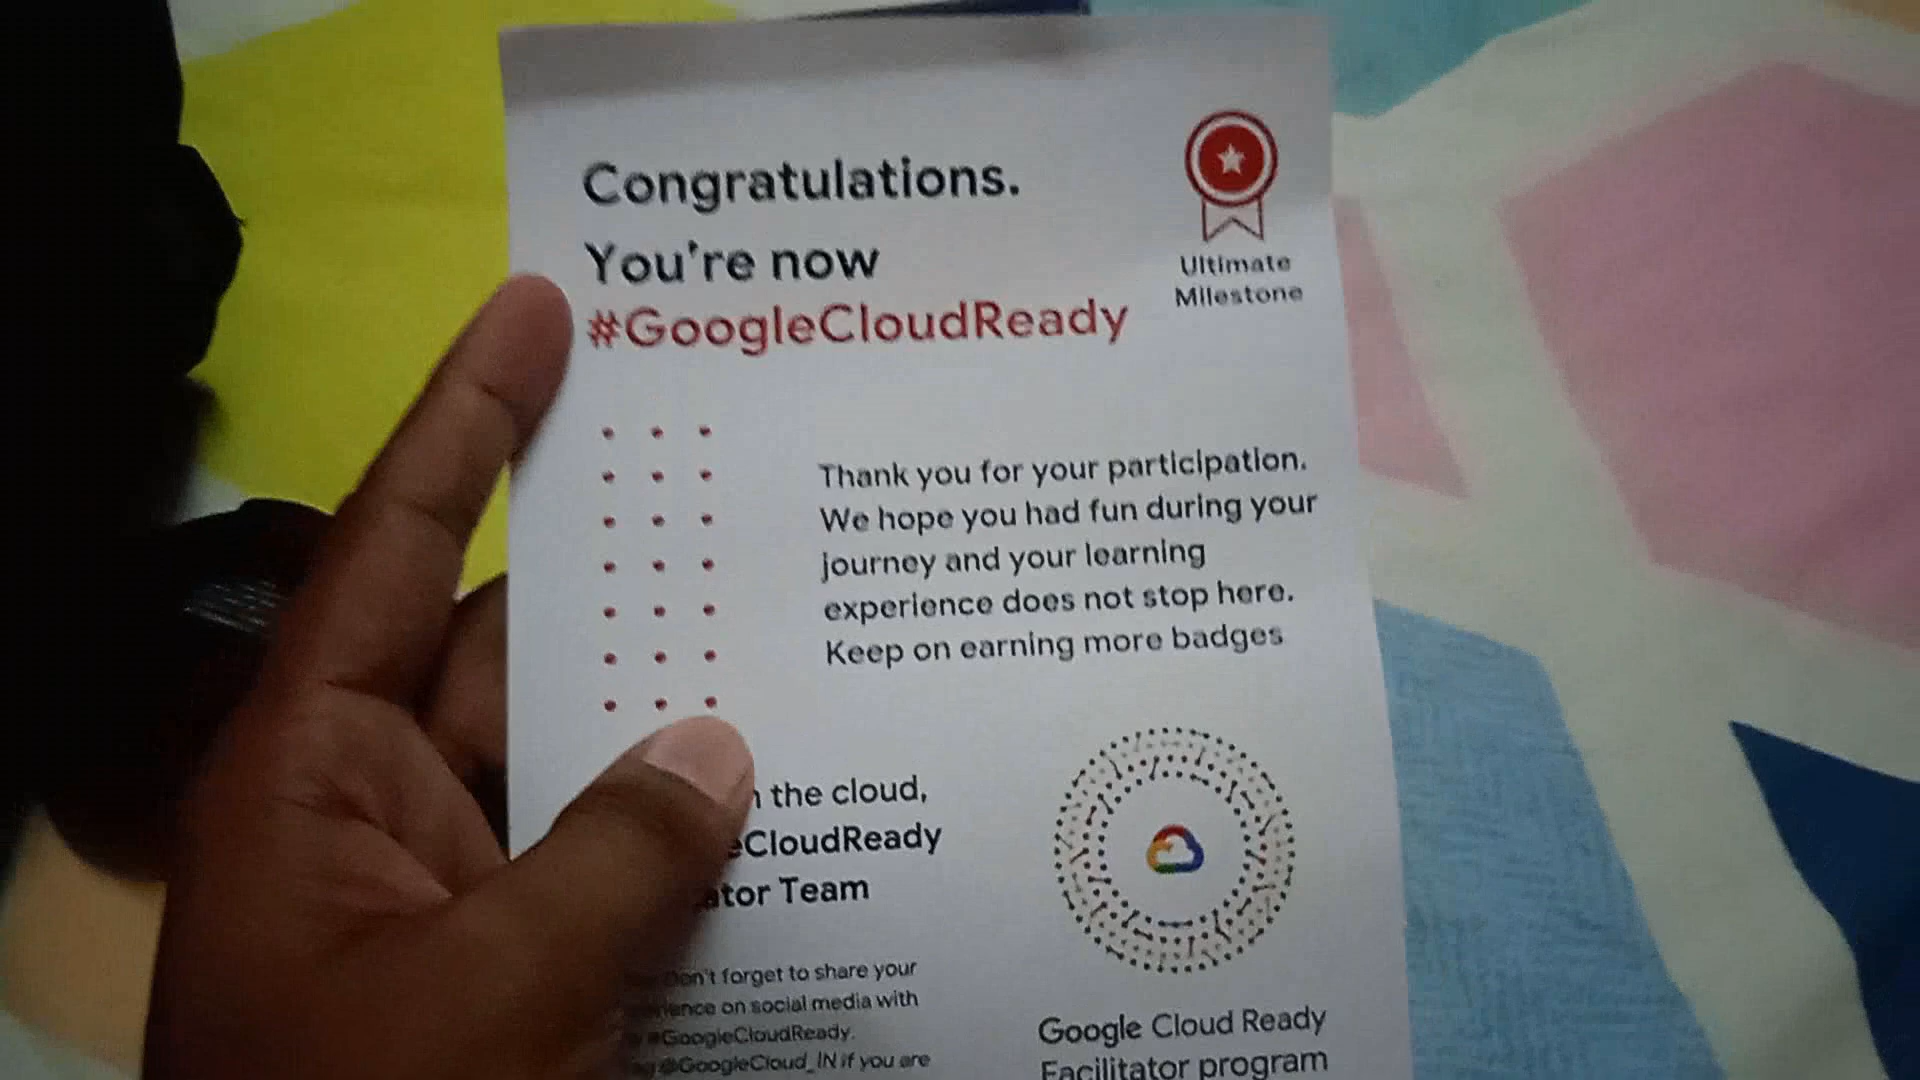 Congratulations.
You're now
#GoogleCloudReady
Ultimate
Milestone
Thank you for your participation.
We hope you had fun during your
journey and your learning
experience does not stop here.
Keep on earning more badges
the cloud,
eCloudReady
ator Team
Don't forget to share your
on social media with
#GoogleCloudReady.
@GoogleCloud_IN if you are
Google Cloud Ready
Facilitator program